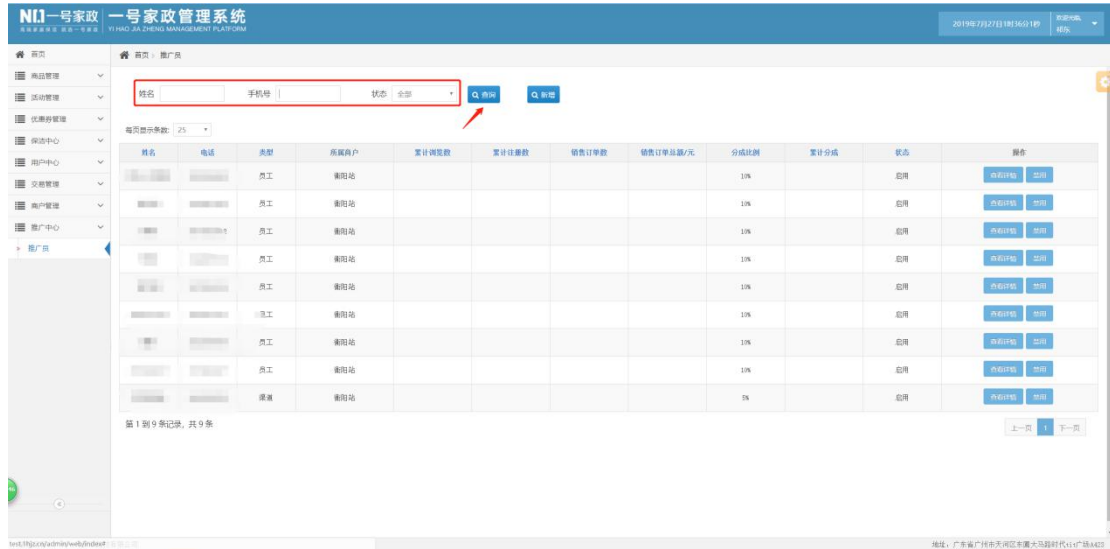 NO.1一号家政 一号家政管理系统
YI HAO JIA ZHENG MANAGEMENT PLATFORM
2019年7月27日11时36分1秒
首页
首页 > 推广员
商品管理
活动管理
优惠券管理
保洁中心
用户中心
交易管理
商户管理
推广中心
推广员
姓名 手机号 状态 全部 查询 新增
每页显示条数: 25
姓名 电话 类型 所属商户 累计浏览数 累计注册数 销售订单数 销售订单总额/元 分成比例 累计分成 状态 操作
员工 衡阳站 10% 启用 查看详情 禁用
员工 衡阳站 10% 启用 查看详情 禁用
员工 衡阳站 10% 启用 查看详情 禁用
员工 衡阳站 10% 启用 查看详情 禁用
员工 衡阳站 10% 启用 查看详情 禁用
员工 衡阳站 10% 启用 查看详情 禁用
员工 衡阳站 10% 启用 查看详情 禁用
员工 衡阳站 10% 启用 查看详情 禁用
渠道 衡阳站 5% 启用 查看详情 禁用
第 1 到 9 条记录, 共 9 条
上一页 1 下一页